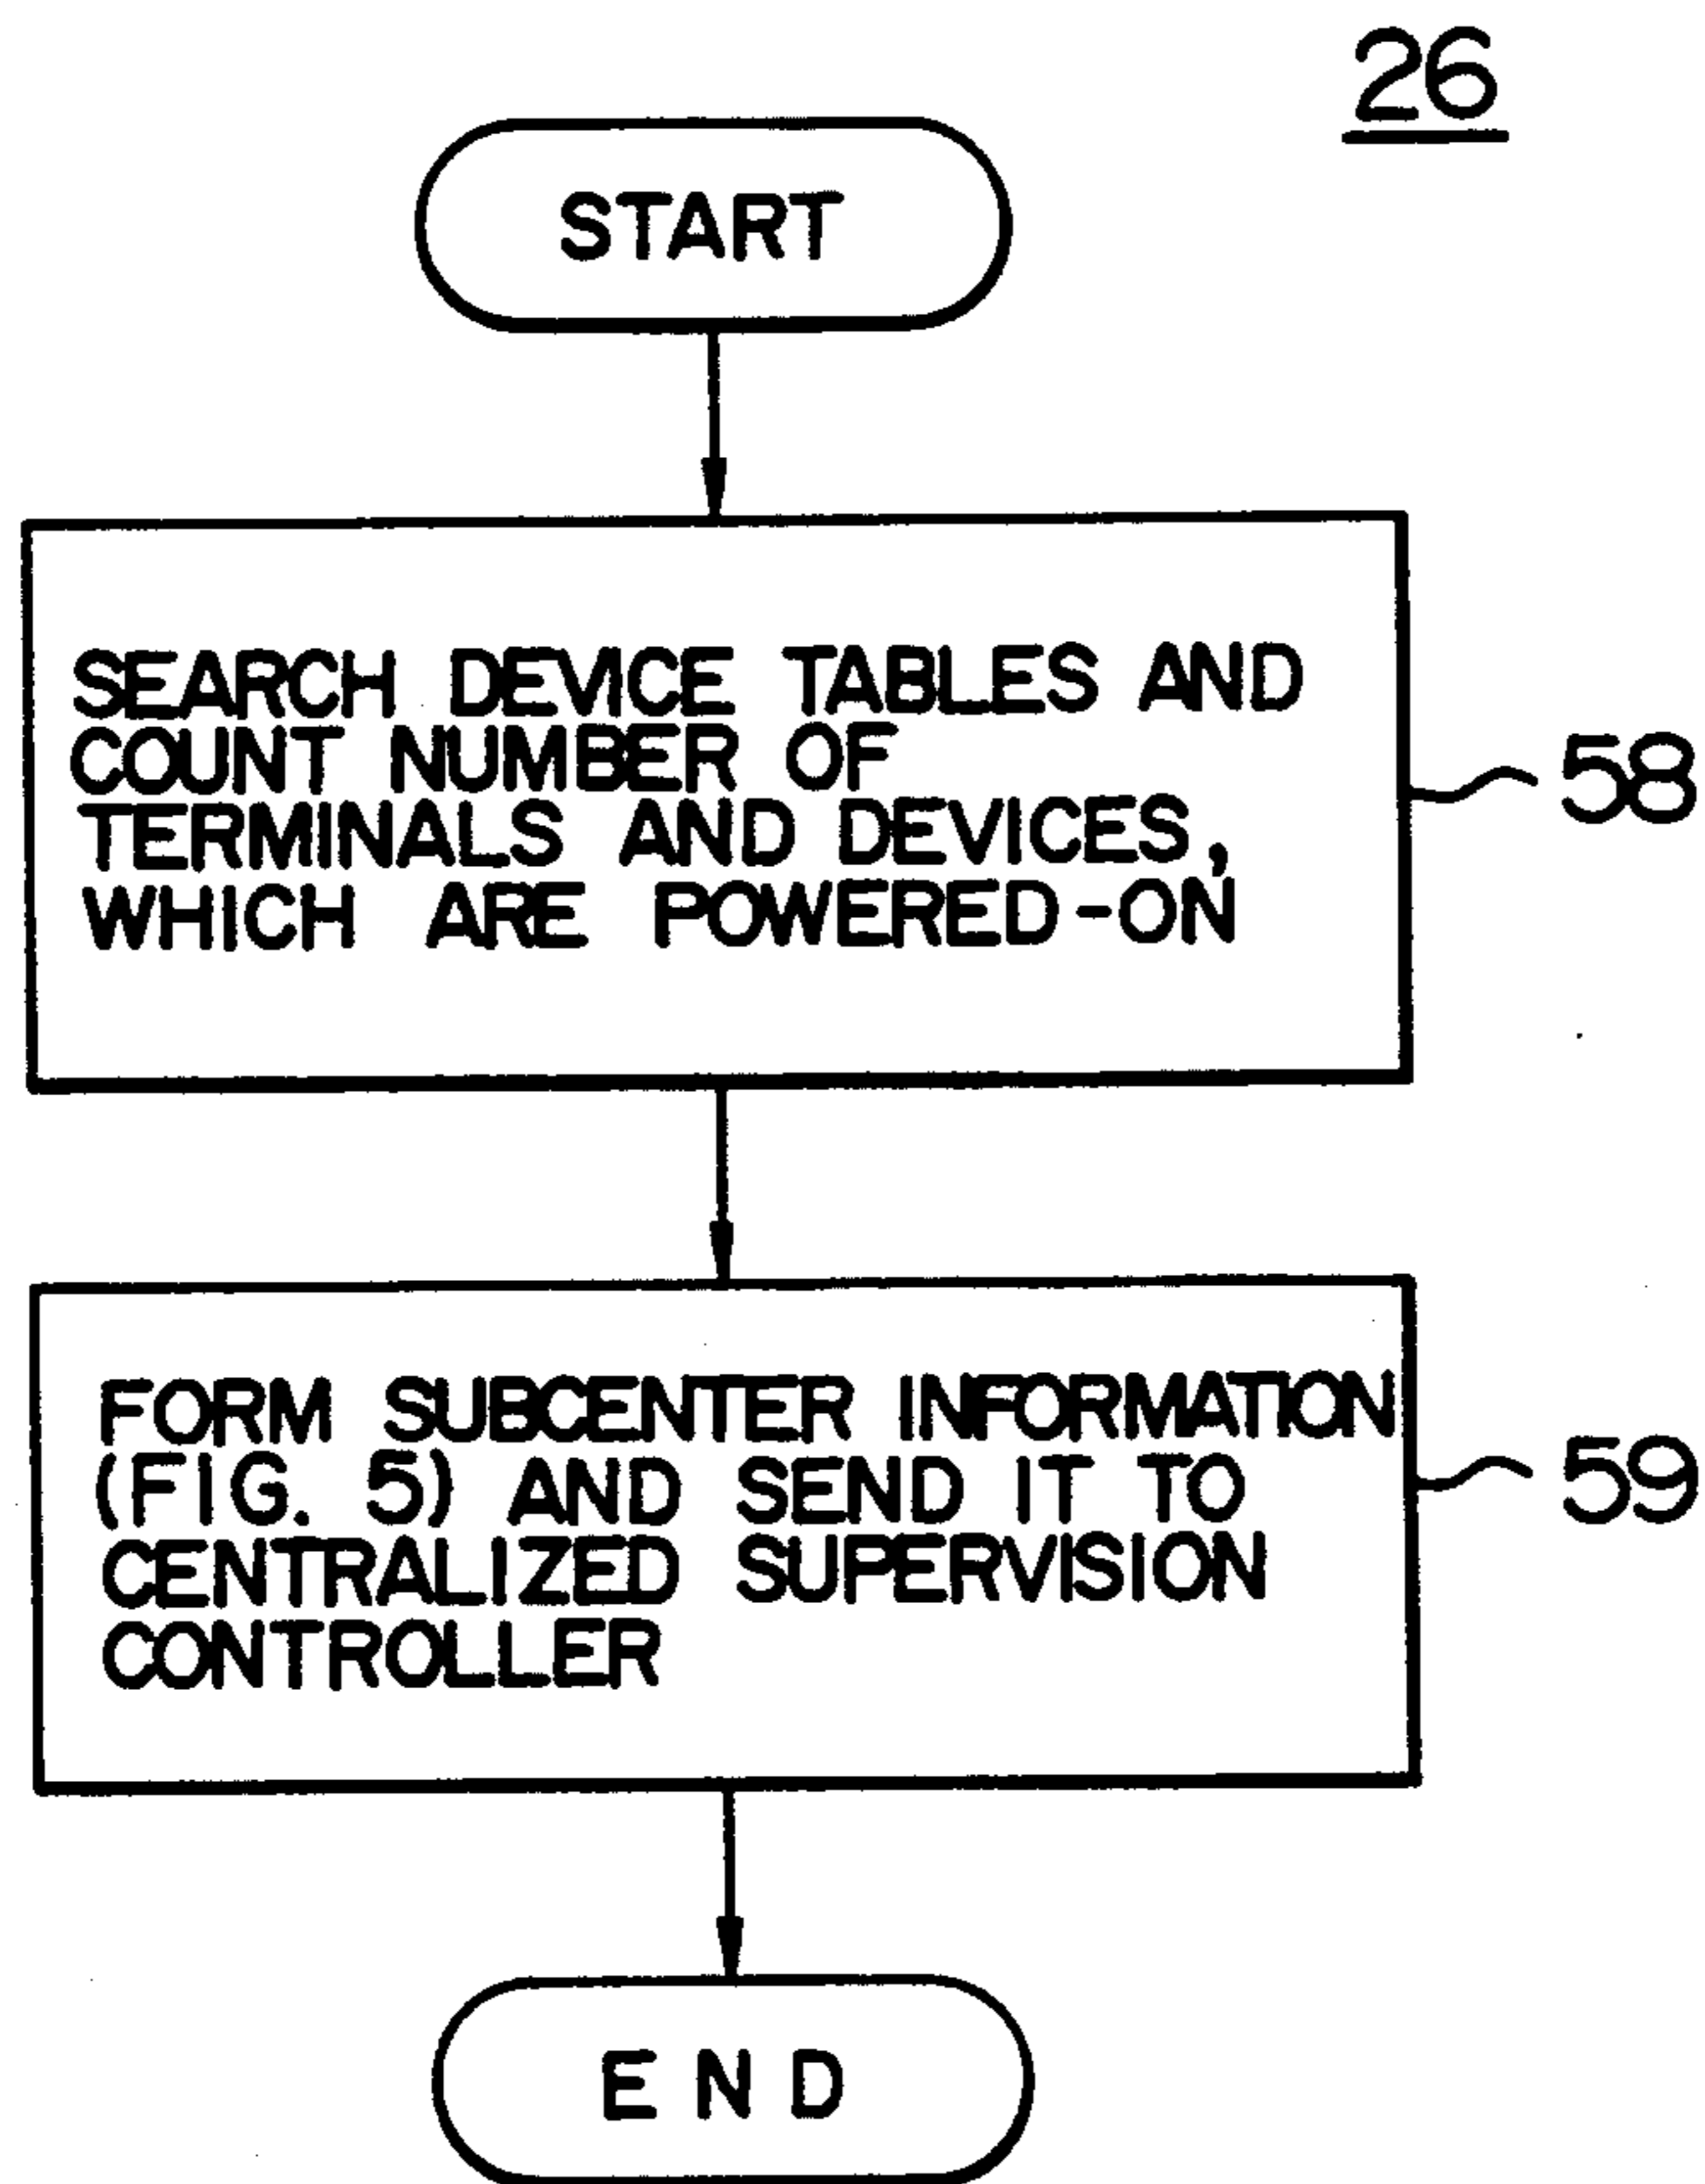 26
START
SEARCH DEVICE TABLES AND
COUNT NUMBER OF
TERMINALS AND DEVICES,
WHICH ARE POWERED-ON
58
FORM SUBCENTER INFORMATION
(FIG. 5) AND SEND IT TO
CENTRALIZED SUPERVISION
CONTROLLER
59
END